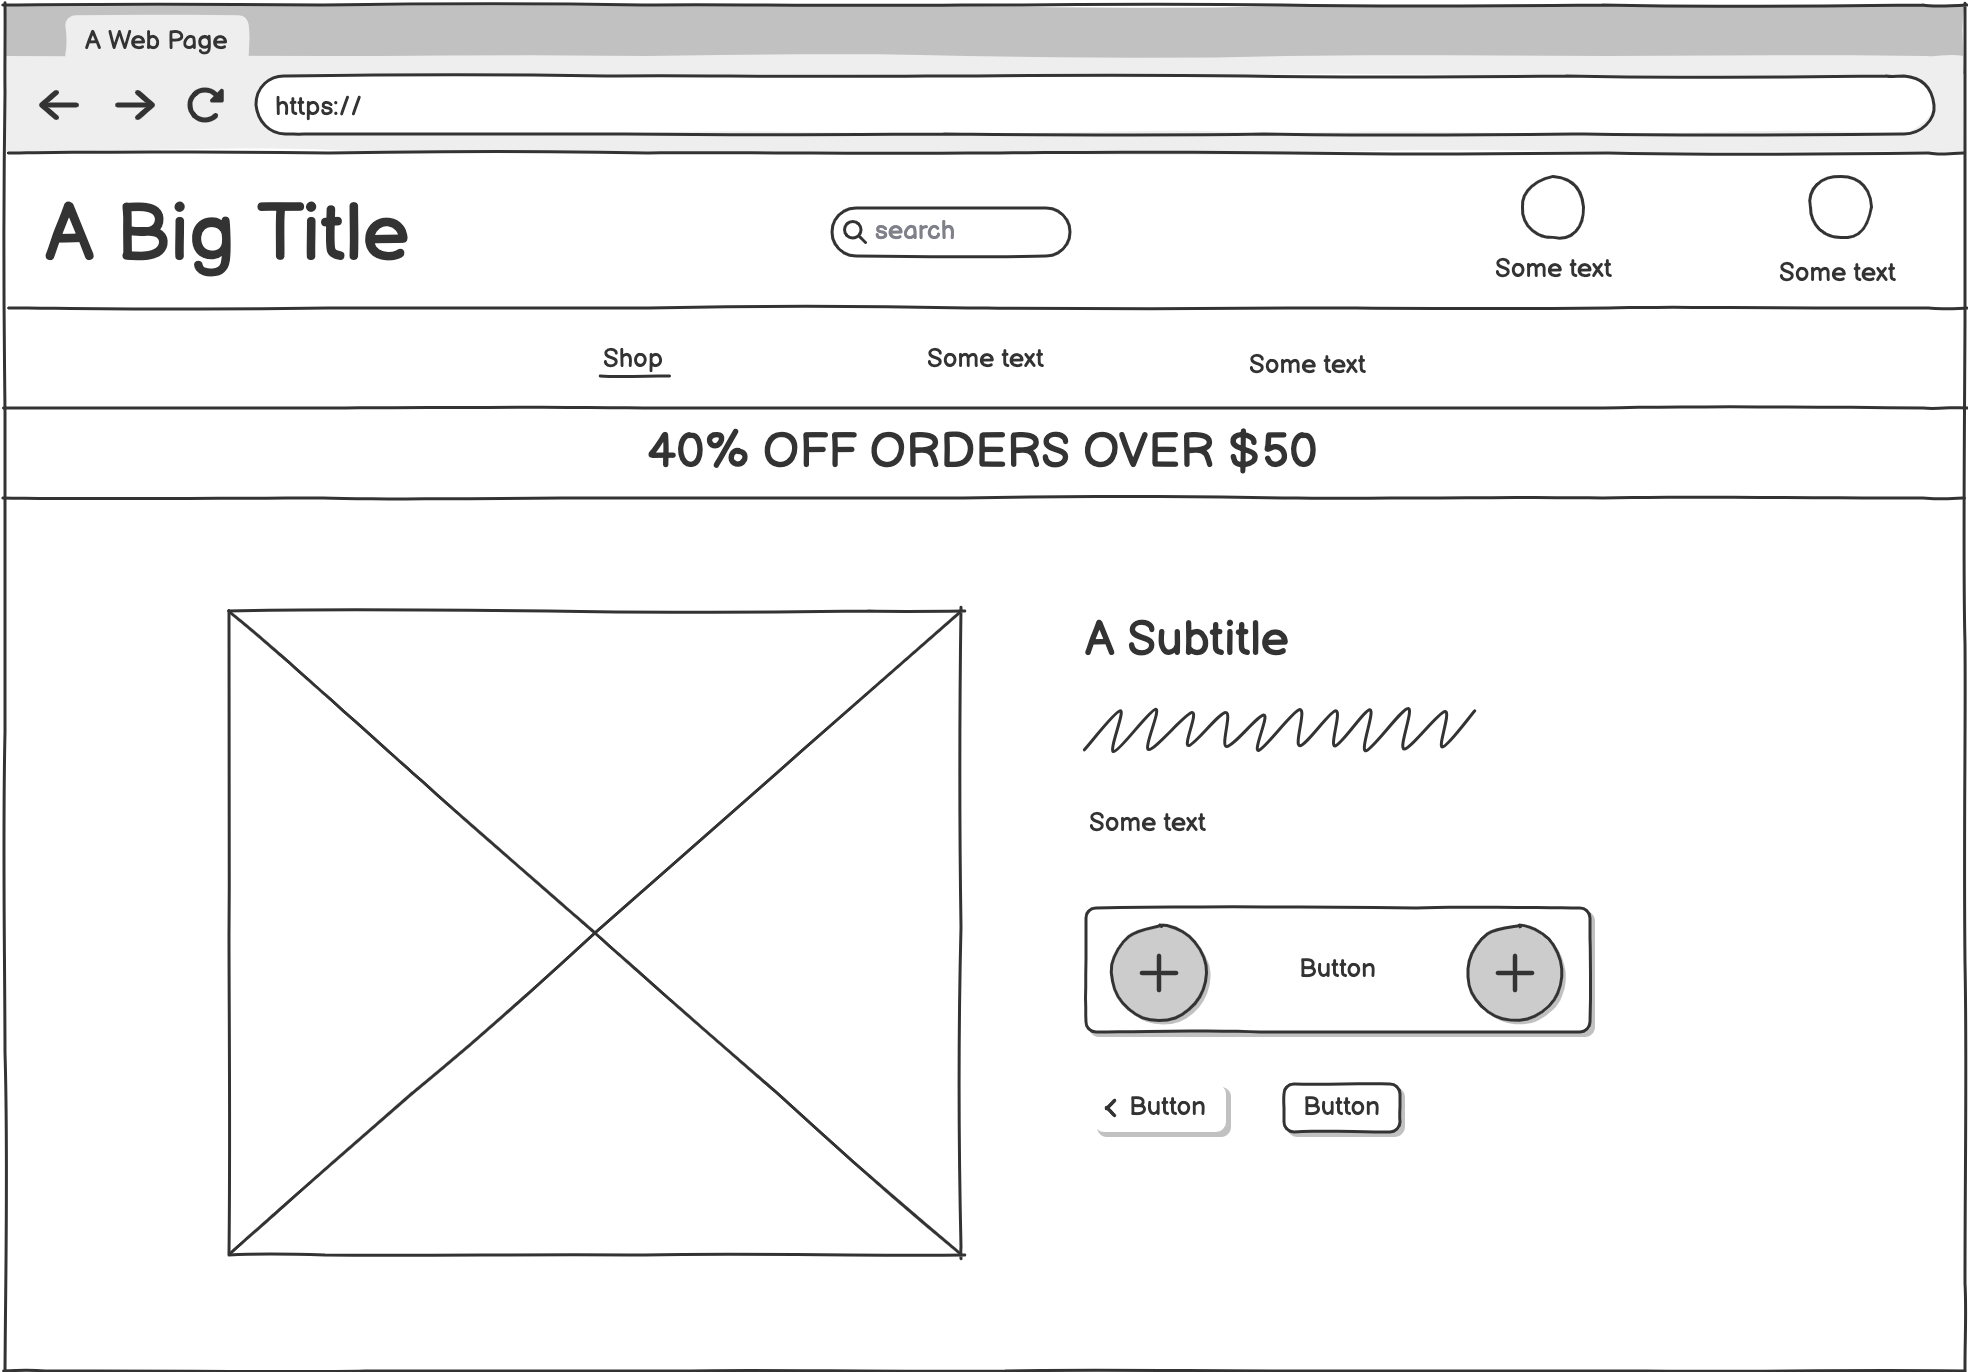 A Web Page
https://
A Big Title
search
Some text
Some text
Shop
Some text
Some text
40% OFF ORDERS OVER $50
A Subtitle
Some text
Button
Button
Button